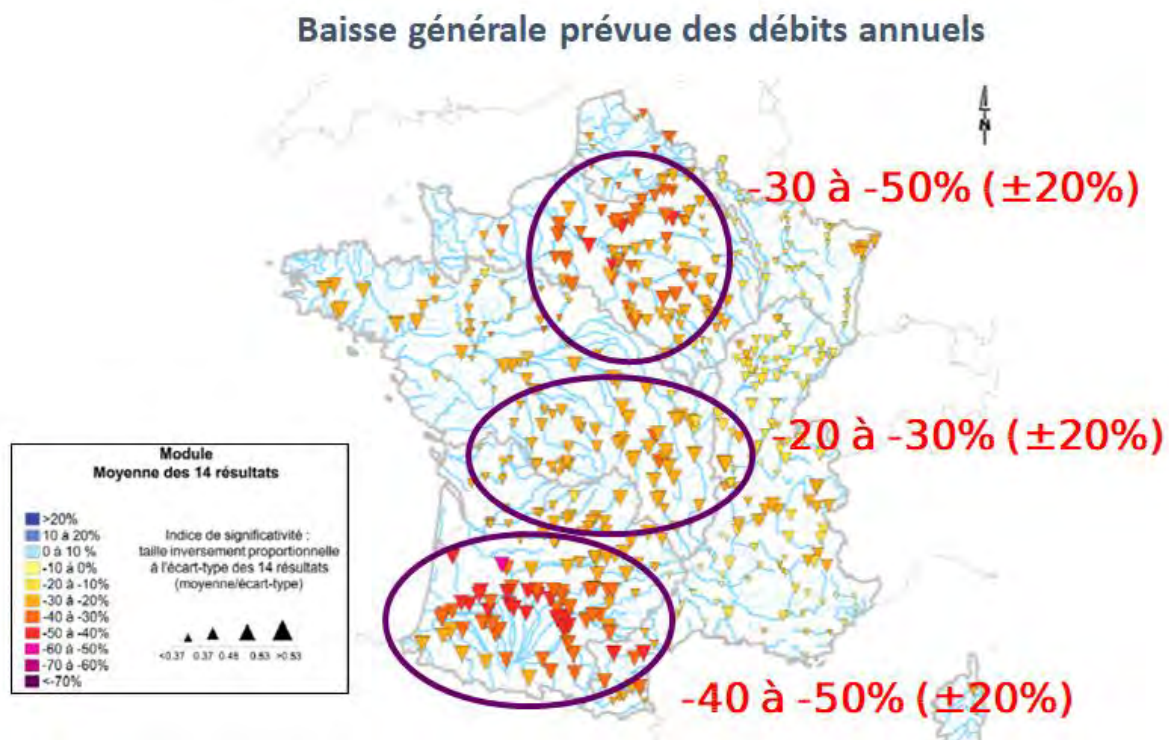 Baisse générale prévue des débits annuels
N
-30 à -50% (±20%)
-20 à -30% (±20%)
-40 à -50% (±20%)
Module
Moyenne des 14 résultats
>20%
10 à 20%
0 à 10 %
-10 à 0%
-20 à -10%
-30 à -20%
-40 à -30%
-50 à -40%
-60 à -50%
-70 à -60%
<-70%
Indice de significativité :
taille inversement proportionnelle
à l'écart-type des 14 résultats
(moyenne/écart-type)
<0.37 0.37 0.46 0.53 >0.53